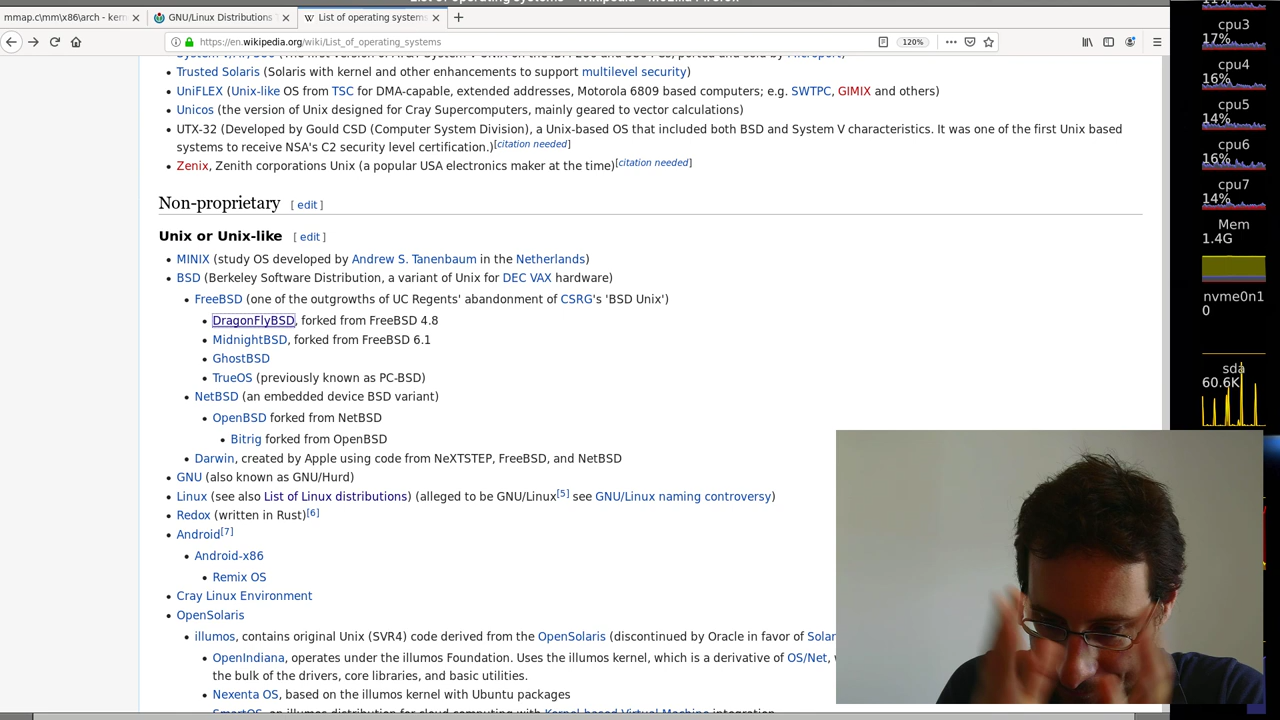 mmap.c\mm\x86\arch - ker
GNU/Linux Distributions T
List of operating systems -
https://en.wikipedia.org/wiki/List_of_operating_systems
120%
Trusted Solaris (Solaris with kernel and other enhancements to support multilevel security)
UniFLEX (Unix-like OS from TSC for DMA-capable, extended addresses, Motorola 6809 based computers; e.g. SWTPC, GIMIX and others)
Unicos (the version of Unix designed for Cray Supercomputers, mainly geared to vector calculations)
UTX-32 (Developed by Gould CSD (Computer System Division), a Unix-based OS that included both BSD and System V characteristics. It was one of the first Unix based
systems to receive NSA's C2 security level certification.)[citation needed]
Zenix, Zenith corporations Unix (a popular USA electronics maker at the time)[citation needed]
Non-proprietary [ edit ]
Unix or Unix-like [ edit ]
MINIX (study OS developed by Andrew S. Tanenbaum in the Netherlands)
BSD (Berkeley Software Distribution, a variant of Unix for DEC VAX hardware)
FreeBSD (one of the outgrowths of UC Regents' abandonment of CSRG's 'BSD Unix')
DragonFlyBSD, forked from FreeBSD 4.8
MidnightBSD, forked from FreeBSD 6.1
GhostBSD
TrueOS (previously known as PC-BSD)
NetBSD (an embedded device BSD variant)
OpenBSD forked from NetBSD
Bitrig forked from OpenBSD
Darwin, created by Apple using code from NeXTSTEP, FreeBSD, and NetBSD
GNU (also known as GNU/Hurd)
Linux (see also List of Linux distributions) (alleged to be GNU/Linux[5] see GNU/Linux naming controversy)
Redox (written in Rust)[6]
Android[7]
Android-x86
Remix OS
Cray Linux Environment
OpenSolaris
illumos, contains original Unix (SVR4) code derived from the OpenSolaris (discontinued by Oracle in favor of Solar
OpenIndiana, operates under the illumos Foundation. Uses the illumos kernel, which is a derivative of OS/Net,
the bulk of the drivers, core libraries, and basic utilities.
Nexenta OS, based on the illumos kernel with Ubuntu packages
cpu3
17%
cpu4
16%
cpu5
14%
cpu6
16%
cpu7
14%
Mem
1.4G
nvme0n1
0
sda
60.6K